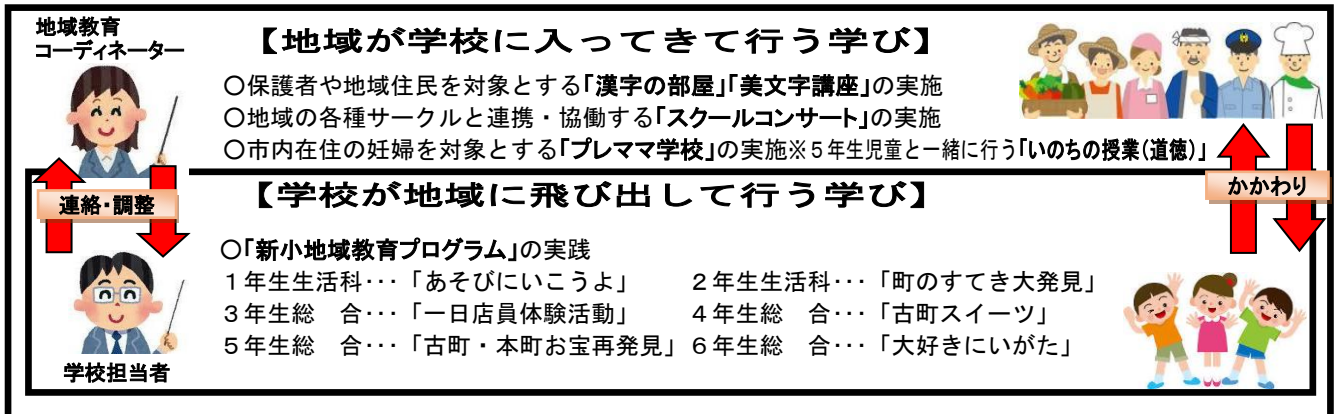 地域教育
コーディネーター
【地域が学校に入ってきて行う学び】
〇保護者や地域住民を対象とする「漢字の部屋」「美文字講座」の実施
〇地域の各種サークルと連携・協働する「スクールコンサート」の実施
〇市内在住の妊婦を対象とする「プレママ学校」の実施※５年生児童と一緒に行う「いのちの授業(道徳)」
連絡・調整
かかわり
【学校が地域に飛び出して行う学び】
〇「新小地域教育プログラム」の実践
１年生生活科･･･「あそびにいこうよ」　　２年生生活科･･･「町のすてき大発見」
３年生総　合･･･「一日店員体験活動」　　４年生総　合･･･「古町スイーツ」
５年生総　合･･･「古町・本町お宝再発見」６年生総　合･･･「大好きにいがた」
学校担当者